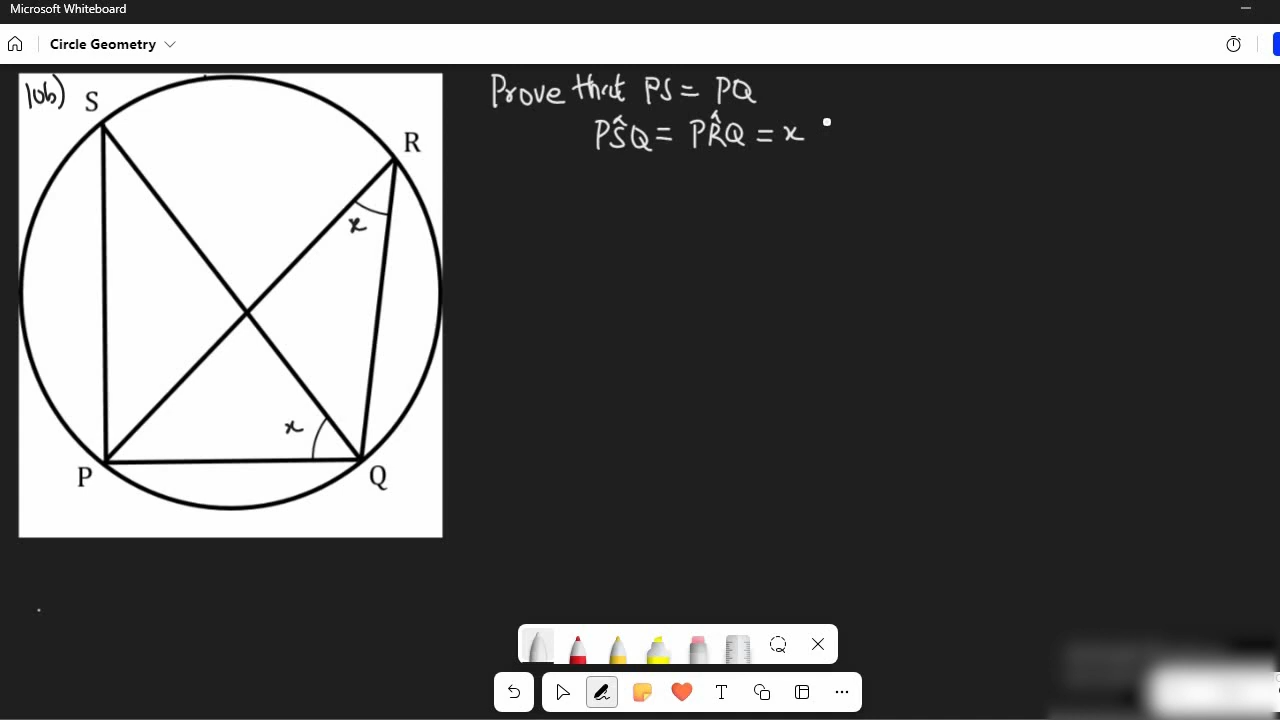 Microsoft Whiteboard
Circle Geometry
10b)
S
R
x
x
P
Q
Prove that PS = PQ
PŜQ = PR̂Q = x
T